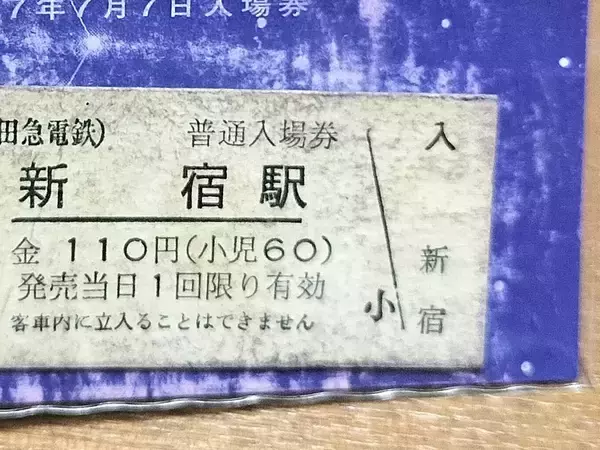 7年7月7日入場券
田急電鉄) 普通入場券
新宿駅
金 110円(小児60)
発売当日1回限り有効
客車内に立入ることはできません
入
新宿
小